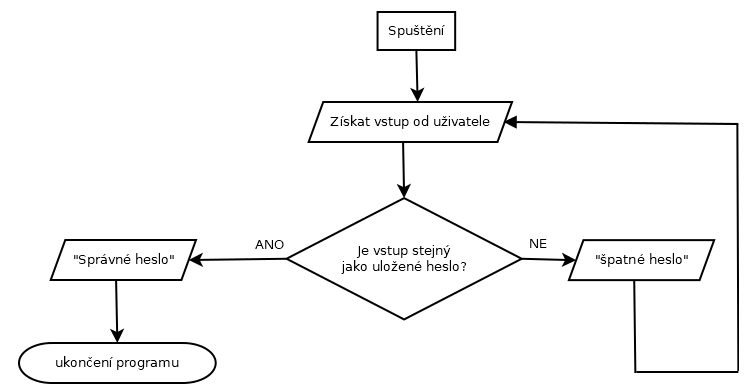 Spuštění
Získat vstup od uživatele
Je vstup stejný
jako uložené heslo?
ANO
NE
"Správné heslo"
"špatné heslo"
ukončení programu